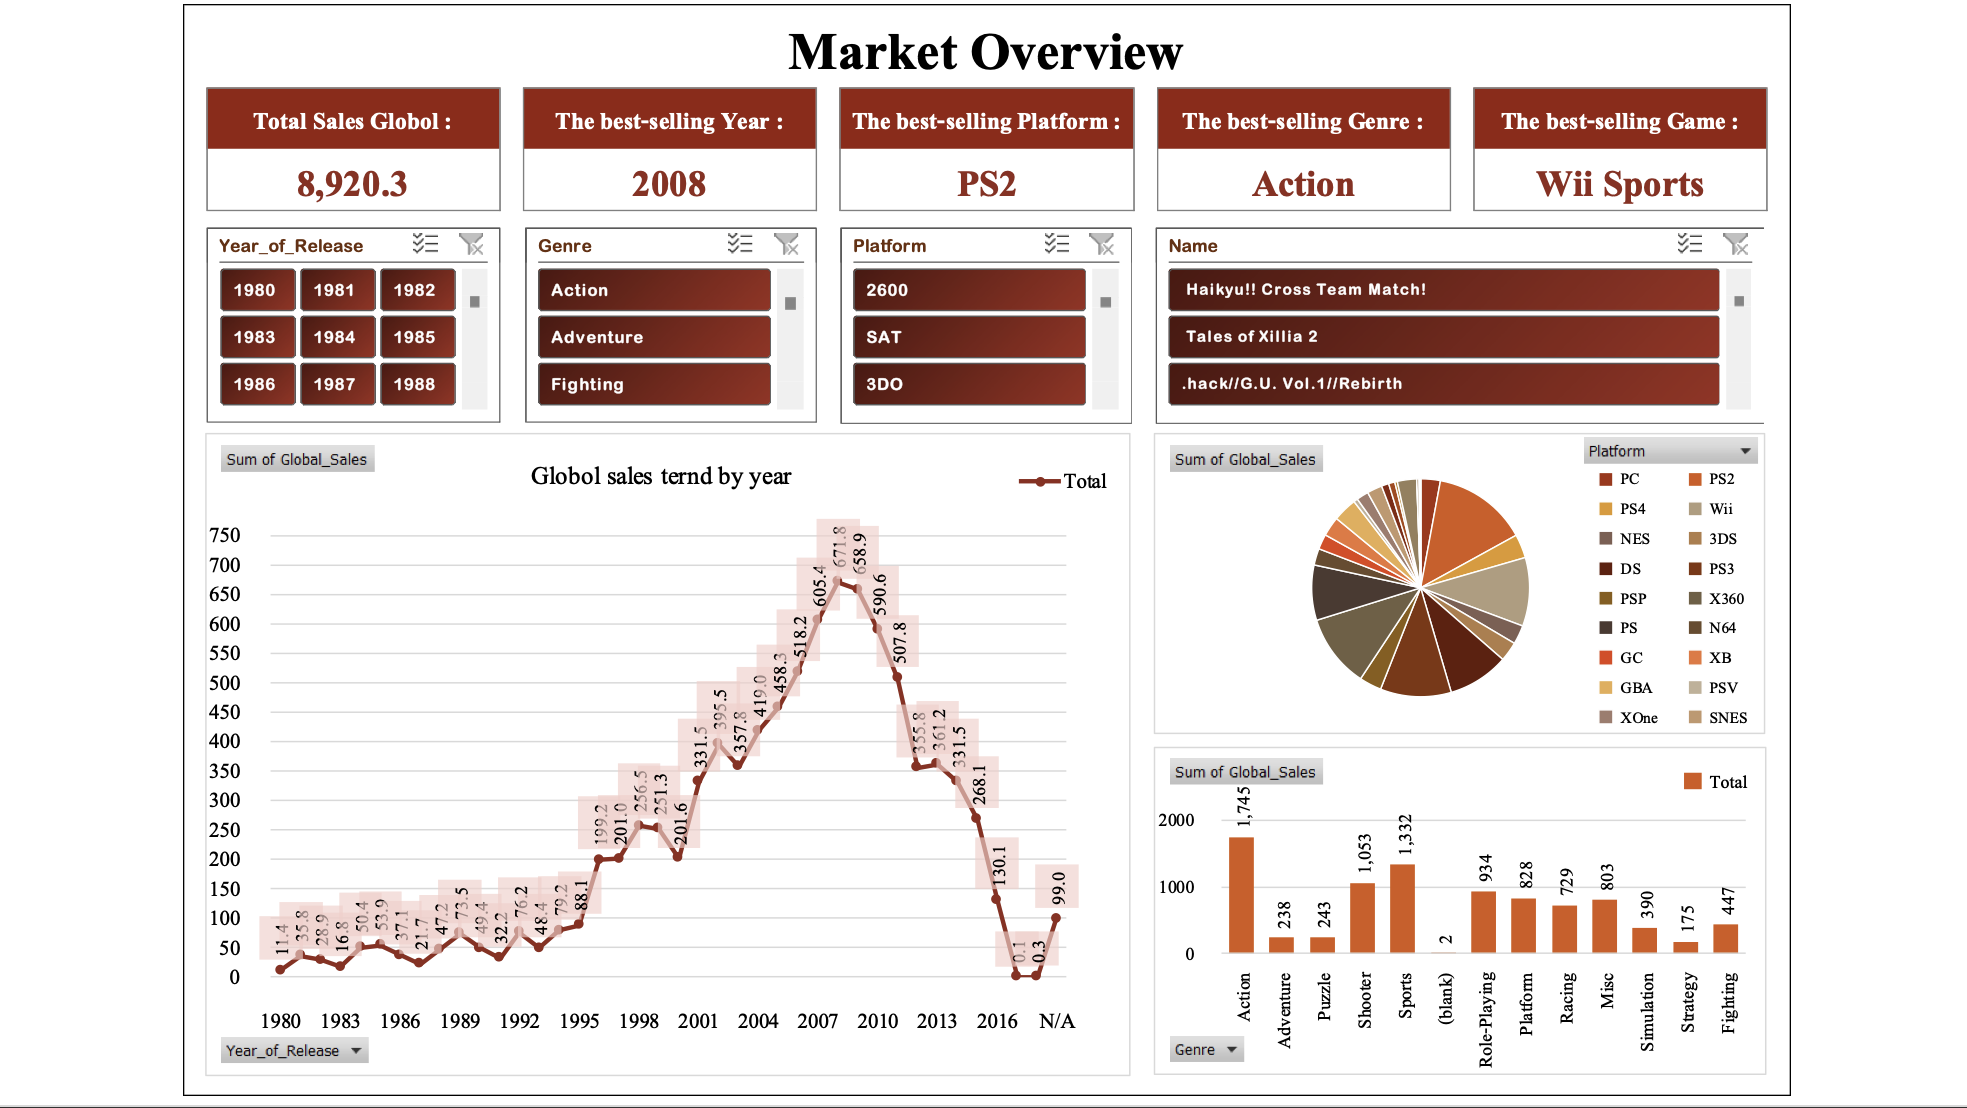 Market Overview
Total Sales Globol :
8,920.3
The best-selling Year :
2008
The best-selling Platform :
PS2
The best-selling Genre :
Action
The best-selling Game :
Wii Sports
Year_of_Release
1980 1981 1982
1983 1984 1985
1986 1987 1988
Genre
Action
Adventure
Fighting
Platform
2600
SAT
3DO
Name
Haikyu!! Cross Team Match!
Tales of Xillia 2
.hack//G.U. Vol.1//Rebirth
Sum of Global_Sales
Globol sales ternd by year
Total
750
700
650
600
550
500
450
400
350
300
250
200
150
100
50
0
11.4
35.8
28.9
16.8
50.4
53.9
37.1
21.7
47.2
73.5
49.4
32.2
76.2
48.4
79.2
88.1
199.2
201.0
256.5
251.3
201.6
331.5
395.5
357.8
419.0
458.3
518.2
605.4
671.8
658.9
590.6
507.8
355.8
361.2
331.5
268.1
130.1
0.1
0.3
99.0
1980 1983 1986 1989 1992 1995 1998 2001 2004 2007 2010 2013 2016 N/A
Year_of_Release
Sum of Global_Sales
Platform
PC PS2
PS4 Wii
NES 3DS
DS PS3
PSP X360
PS N64
GC XB
GBA PSV
XOne SNES
Sum of Global_Sales
Total
2000
1000
0
1,745
238
243
1,053
1,332
2
934
828
729
803
390
175
447
Action
Adventure
Puzzle
Shooter
Sports
(blank)
Role-Playing
Platform
Racing
Misc
Simulation
Strategy
Fighting
Genre